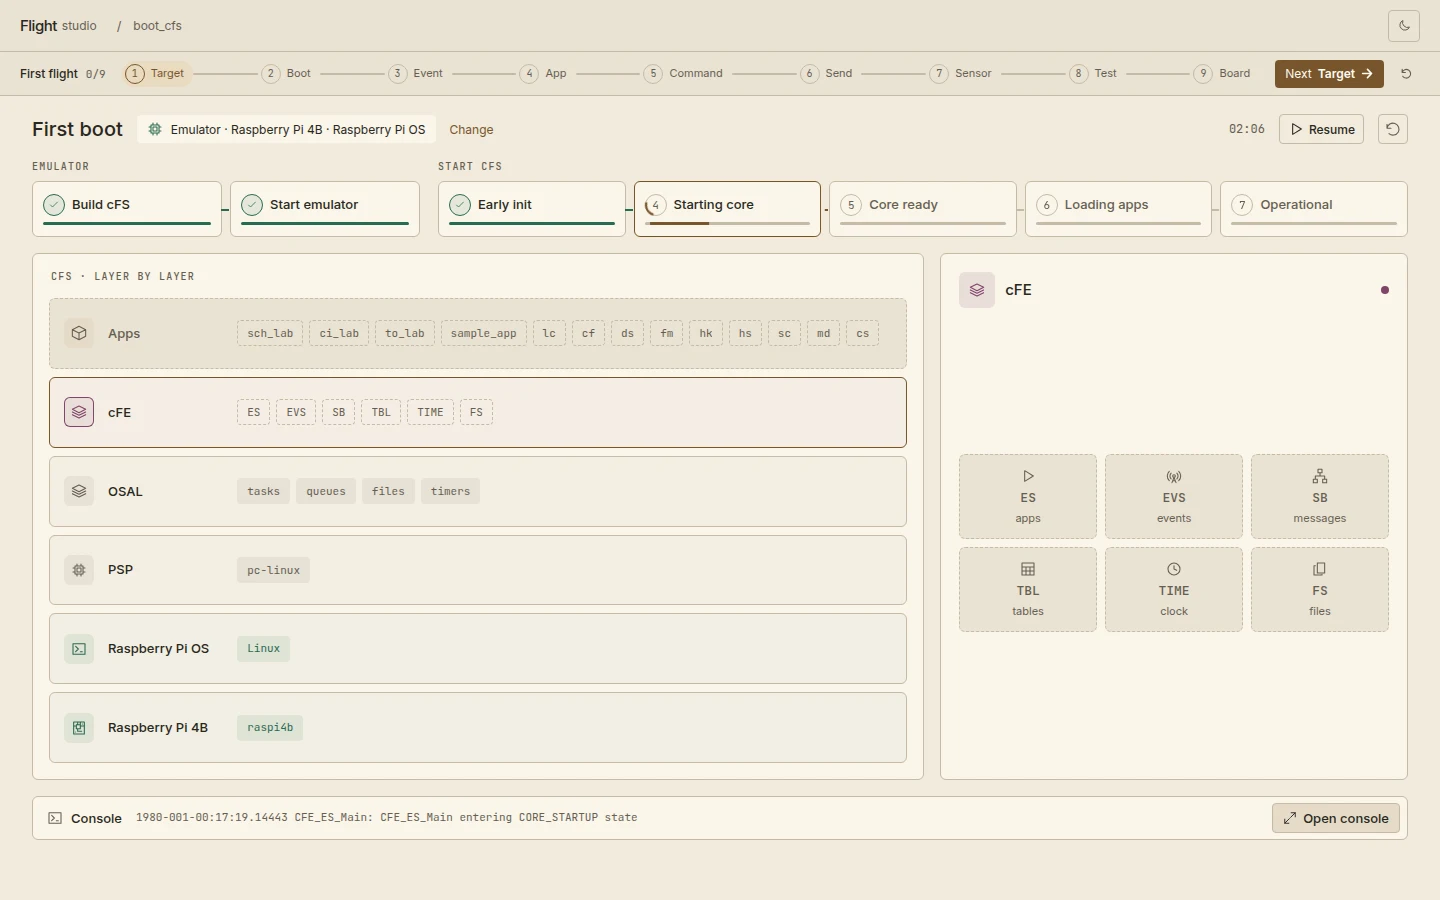 Flight studio / boot_cfs
First flight 0/9 1 Target 2 Boot 3 Event 4 App 5 Command 6 Send 7 Sensor 8 Test 9 Board Next Target →
First boot Emulator · Raspberry Pi 4B · Raspberry Pi OS Change 02:06 Resume
EMULATOR START CFS
Build cFS Start emulator Early init 4 Starting core 5 Core ready 6 Loading apps 7 Operational
CFS · LAYER BY LAYER
Apps sch_lab ci_lab to_lab sample_app lc cf ds fm hk hs sc md cs
cFE ES EVS SB TBL TIME FS
OSAL tasks queues files timers
PSP pc-linux
Raspberry Pi OS Linux
Raspberry Pi 4B raspi4b
cFE
ES EVS SB
apps events messages
TBL TIME FS
tables clock files
Console 1980-001-00:17:19.14443 CFE_ES_Main: CFE_ES_Main entering CORE_STARTUP state Open console